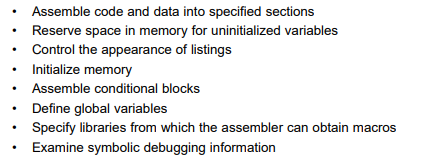 • Assemble code and data into specified sections
• Reserve space in memory for uninitialized variables
• Control the appearance of listings
• Initialize memory
• Assemble conditional blocks
• Define global variables
• Specify libraries from which the assembler can obtain macros
• Examine symbolic debugging information